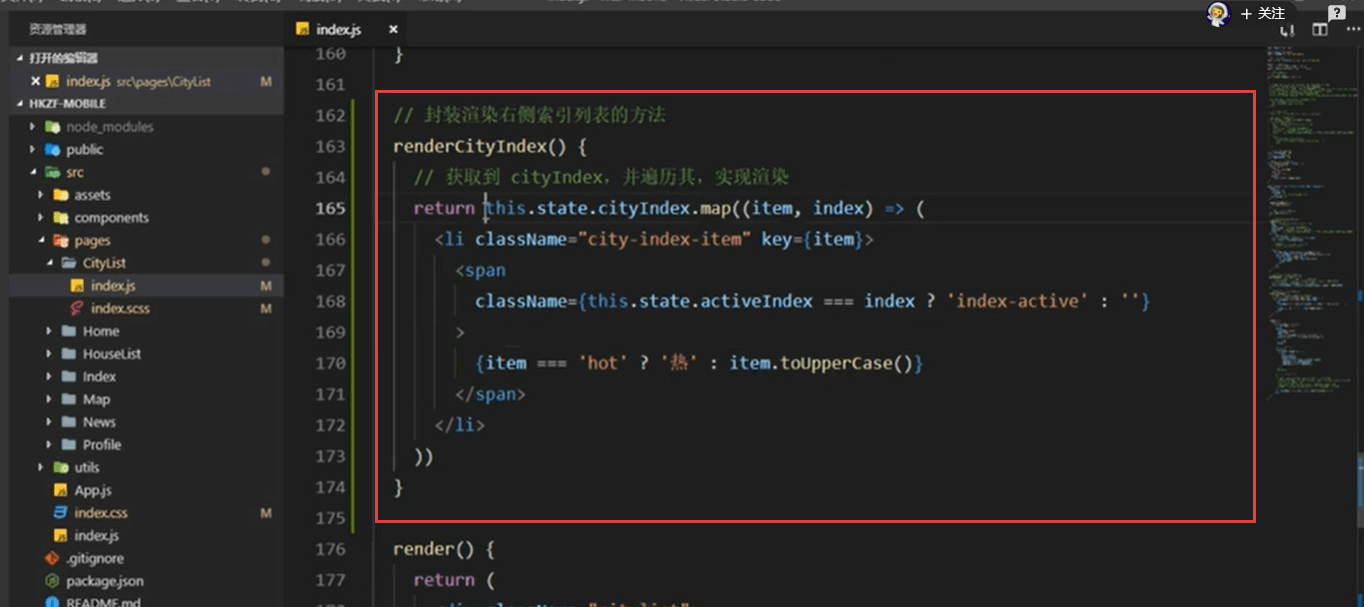 + 关注
?
资源管理器
index.js ×
打开的编辑器
× index.js src\pages\CityList M
HKZF-MOBILE
node_modules
public
src
assets
components
pages
CityList
index.js M
index.scss M
Home
HouseList
Index
Map
News
Profile
utils
App.js
index.css M
index.js
.gitignore
package.json
README.md
160 }
161
162 // 封装渲染右侧索引列表的方法
163 renderCityIndex() {
164 // 获取到 cityIndex，并遍历其，实现渲染
165 return this.state.cityIndex.map((item, index) => (
166 <li className="city-index-item" key={item}>
167 <span
168 className={this.state.activeIndex === index ? 'index-active' : ''}
169 >
170 {item === 'hot' ? '热' : item.toUpperCase()}
171 </span>
172 </li>
173 ))
174 }
175
176 render() {
177 return (